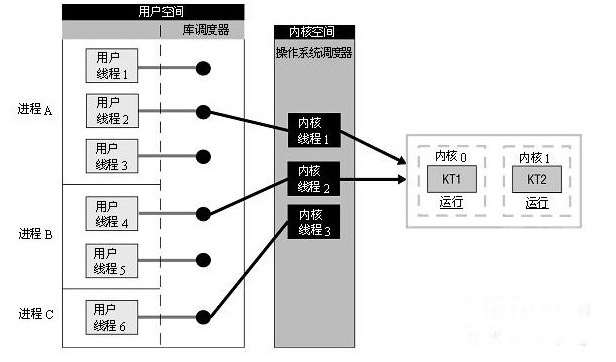 用户空间
库调度器
内核空间
操作系统调度器
进程A
用户
线程1
用户
线程2
用户
线程3
进程B
用户
线程4
用户
线程5
进程C
用户
线程6
内核
线程1
内核
线程2
内核
线程3
内核0
KT1
运行
内核1
KT2
运行